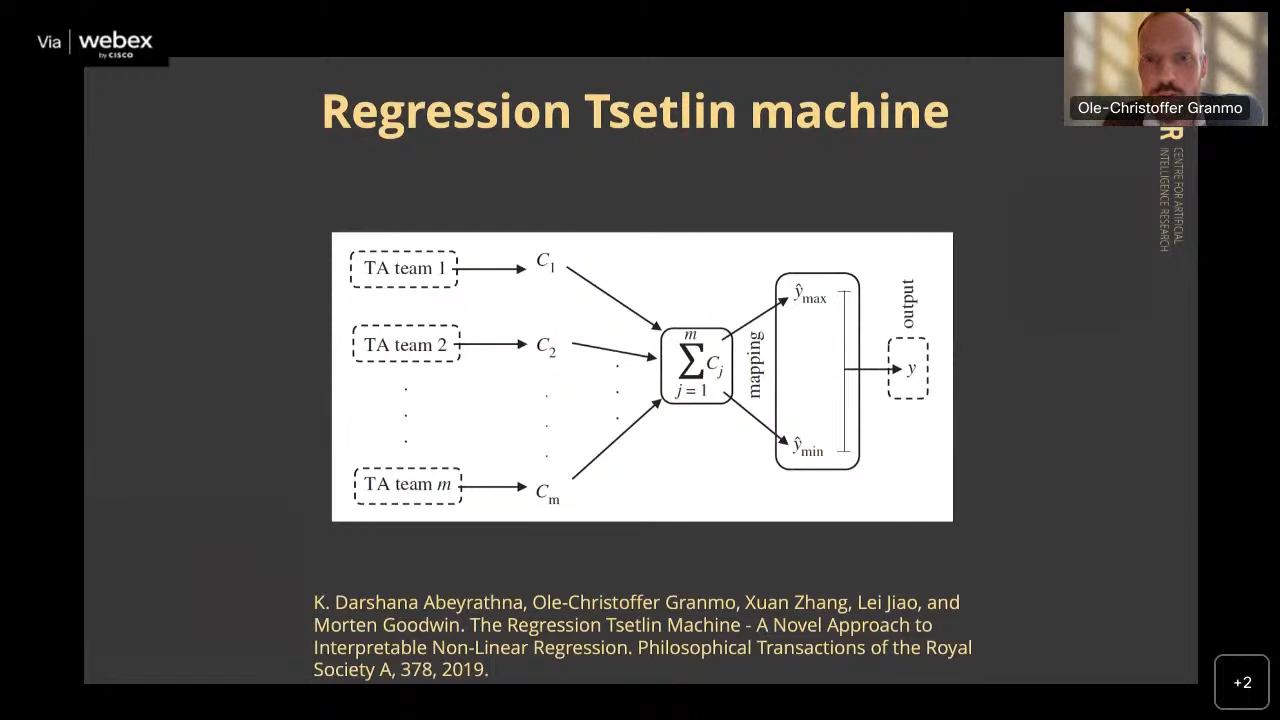 Via webex
by CISCO
Regression Tsetlin machine
Ole-Christoffer Granmo
R
CENTRE FOR ARTIFICIAL
INTELLIGENCE RESEARCH
TA team 1
C1
TA team 2
C2
TA team m
Cm
m
∑ Cj
j = 1
mapping
ŷmax
ŷmin
output
y
K. Darshana Abeyrathna, Ole-Christoffer Granmo, Xuan Zhang, Lei Jiao, and
Morten Goodwin. The Regression Tsetlin Machine - A Novel Approach to
Interpretable Non-Linear Regression. Philosophical Transactions of the Royal
Society A, 378, 2019.
+2